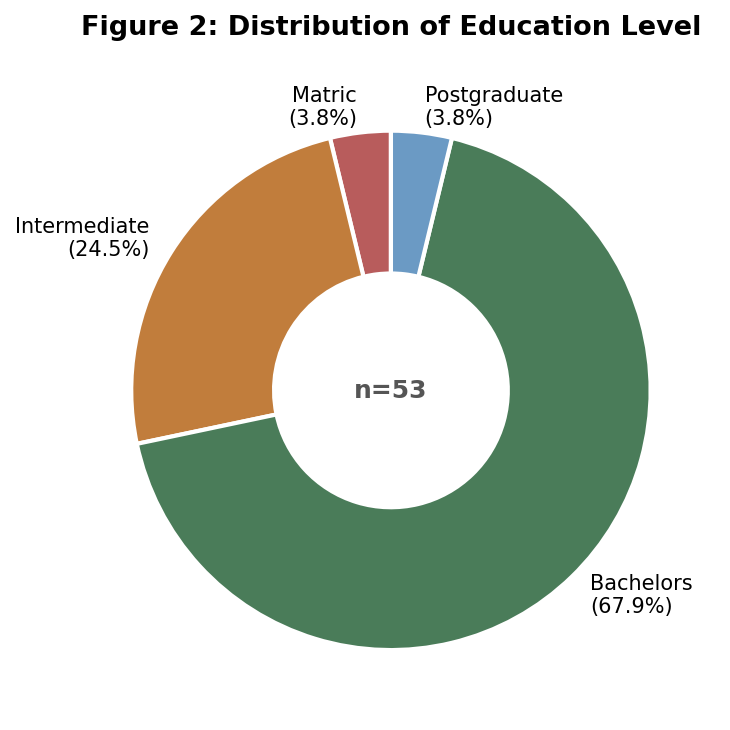 Figure 2: Distribution of Education Level
Matric
(3.8%)
Postgraduate
(3.8%)
Intermediate
(24.5%)
n=53
Bachelors
(67.9%)